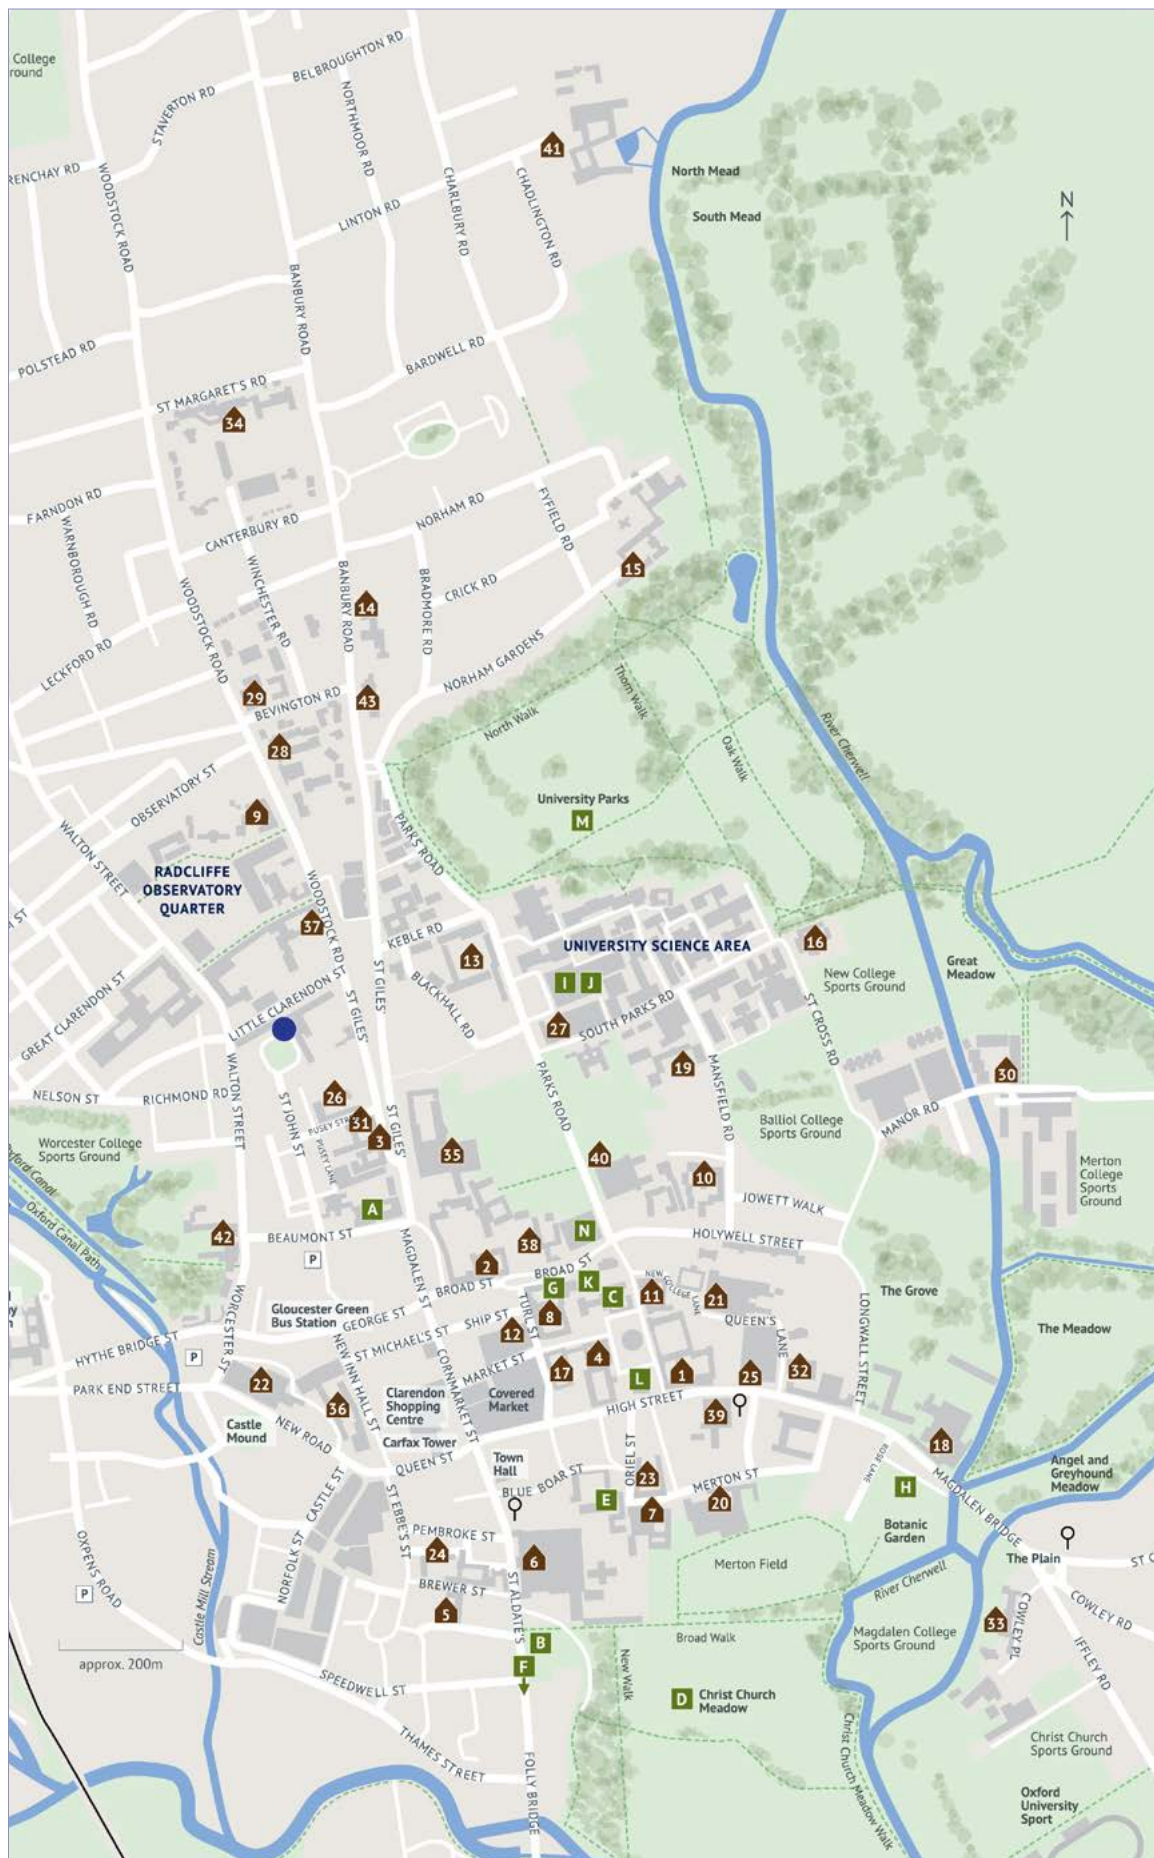 College
round
BELBROUGHTON RD
STAVERTON RD
NORTHMOOR RD
41
RENCHAY RD
WOODSTOCK ROAD
CHARLBURY RD
CHADLINGTON RD
North Mead
LINTON RD
South Mead
N
BANBURY ROAD
POLSTEAD RD
BARDWELL RD
ST MARGARET'S RD
34
FARNDON RD
NORHAM RD
FYFIELD RD
WARNBOROUGH RD
CANTERBURY RD
WINCHESTER RD
BANBURY ROAD
BRADMORE RD
CRICK RD
15
14
WOODSTOCK ROAD
LECKFORD RD
NORHAM GARDENS
29
BEVINGTON RD
43
North Walk
Thorn Walk
Oak Walk
River Cherwell
28
OBSERVATORY ST
9
University Parks
M
WALTON STREET
PARKS ROAD
RADCLIFFE
OBSERVATORY
QUARTER
WOODSTOCK RD
37
KEBLE RD
13
UNIVERSITY SCIENCE AREA
16
ST
New College
Sports Ground
Great
Meadow
GREAT CLARENDON ST
LITTLE CLARENDON ST
ST GILES'
ST GILES'
BLACKHALL RD
I
J
27
SOUTH PARKS RD
ST CROSS RD
19
MANSFIELD RD
30
NELSON ST
RICHMOND RD
WALTON STREET
26
ST JOHN ST
PUSEY STREET
31
3
PUSEY LANE
ST GILES'
35
PARKS ROAD
Balliol College
Sports Ground
MANOR RD
Worcester College
Sports Ground
Oxford Canal
Oxford Canal Path
40
10
Merton
College
Sports
Ground
JOWETT WALK
A
42
BEAUMONT ST
P
MAGDALEN ST
38
N
HOLYWELL STREET
2
BROAD ST
BROAD ST
G
K
C
11
NEW COLLEGE LANE
21
The Grove
WORCESTER ST
Gloucester Green
Bus Station
GEORGE ST
SHIP ST
TURL ST
8
QUEEN'S
LANE
LONGWALL STREET
The Meadow
HYTHE BRIDGE ST
P
NEW INN HALL ST
ST MICHAEL'S ST
12
CORNMARKET ST
MARKET ST
17
4
L
1
25
32
PARK END STREET
22
Clarendon
Shopping
Centre
Covered
Market
HIGH STREET
36
39
Castle
Mound
NEW ROAD
Carfax Tower
QUEEN ST
Town
Hall
ORIEL ST
23
MERTON ST
ROSE LANE
18
MAGDALEN BRIDGE
Angel and
Greyhound
Meadow
BLUE BOAR ST
E
7
20
H
OXPENS ROAD
Castle Mill Stream
NORFOLK ST
CASTLE ST
ST EBBE'S ST
PEMBROKE ST
24
6
Botanic
Garden
The Plain
ST C
Merton Field
River Cherwell
P
BREWER ST
5
ST ALDATE'S
COWLEY RD
COWLEY PL
33
IFFLEY RD
approx. 200m
B
F
Broad Walk
Magdalen College
Sports Ground
New Walk
SPEEDWELL ST
D
Christ Church
Meadow
THAMES STREET
FOLLY BRIDGE
Christ Church Meadow Walk
Christ Church
Sports Ground
Oxford
University
Sport